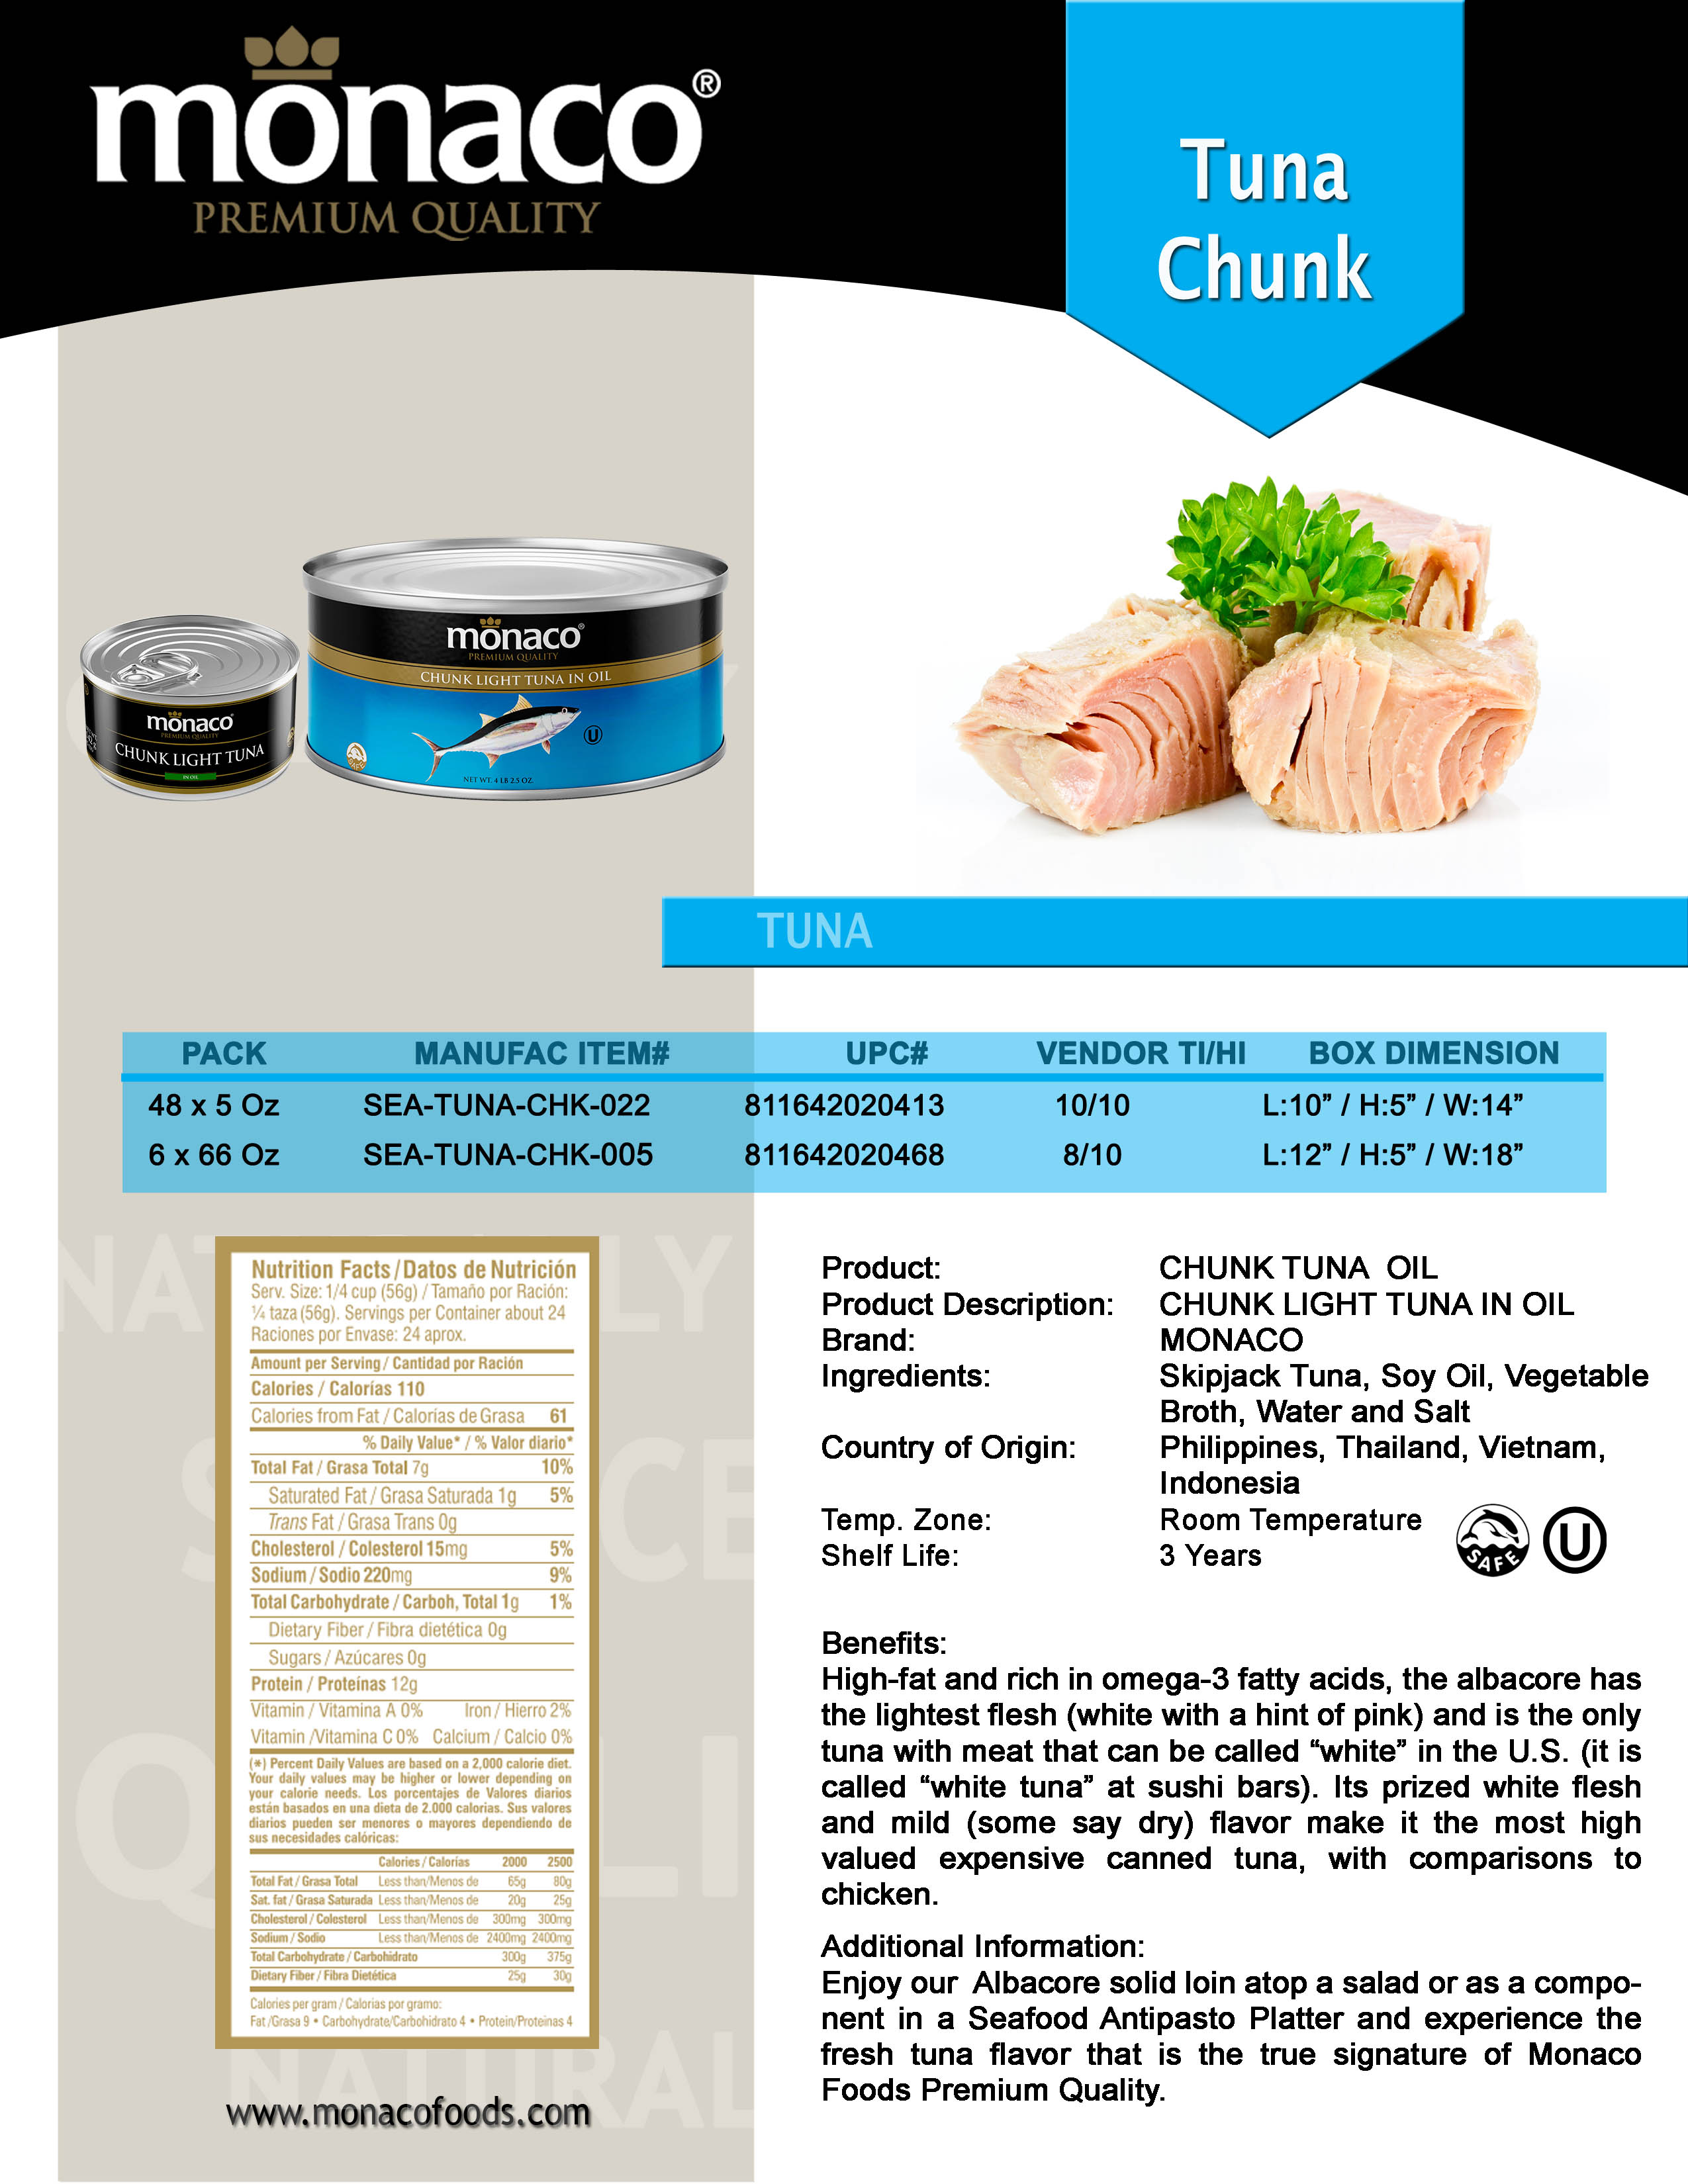 monaco®
PREMIUM QUALITY
Tuna
Chunk
monaco
PREMIUM QUALITY
CHUNK LIGHT TUNA
IN OIL
monaco®
PREMIUM QUALITY
CHUNK LIGHT TUNA IN OIL
SAFE
U
NET WT. 4 LB 2.5 OZ.
TUNA
PACK MANUFAC ITEM# UPC# VENDOR TI/HI BOX DIMENSION
48 x 5 Oz SEA-TUNA-CHK-022 811642020413 10/10 L:10” / H:5” / W:14”
6 x 66 Oz SEA-TUNA-CHK-005 811642020468 8/10 L:12” / H:5” / W:18”
Nutrition Facts / Datos de Nutrición
Serv. Size: 1/4 cup (56g) / Tamaño por Ración:
¼ taza (56g). Servings per Container about 24
Raciones por Envase: 24 aprox.
Amount per Serving / Cantidad por Ración
Calories / Calorías 110
Calories from Fat / Calorías de Grasa 61
% Daily Value* / % Valor diario*
Total Fat / Grasa Total 7g 10%
Saturated Fat / Grasa Saturada 1g 5%
Trans Fat / Grasa Trans 0g
Cholesterol / Colesterol 15mg 5%
Sodium / Sodio 220mg 9%
Total Carbohydrate / Carboh, Total 1g 1%
Dietary Fiber / Fibra dietética 0g
Sugars / Azúcares 0g
Protein / Proteínas 12g
Vitamin / Vitamina A 0% Iron / Hierro 2%
Vitamin /Vitamina C 0% Calcium / Calcio 0%
(*) Percent Daily Values are based on a 2,000 calorie diet.
Your daily values may be higher or lower depending on
your calorie needs. Los porcentajes de Valores diarios
están basados en una dieta de 2.000 calorias. Sus valores
diarios pueden ser menores o mayores dependiendo de
sus necesidades calóricas:
Calories / Calorías 2000 2500
Total Fat / Grasa Total Less than/Menos de 65g 80g
Sat. fat / Grasa Saturada Less than/Menos de 20g 25g
Cholesterol / Colesterol Less than/Menos de 300mg 300mg
Sodium / Sodio Less than/Menos de 2400mg 2400mg
Total Carbohydrate / Carbohidrato 300g 375g
Dietary Fiber / Fibra Dietética 25g 30g
Calories per gram / Calorias por gramo:
Fat /Grasa 9 • Carbohydrate/Carbohidrato 4 • Protein/Proteinas 4
www.monacofoods.com
Product: CHUNK TUNA OIL
Product Description: CHUNK LIGHT TUNA IN OIL
Brand: MONACO
Ingredients: Skipjack Tuna, Soy Oil, Vegetable
Broth, Water and Salt
Country of Origin: Philippines, Thailand, Vietnam,
Indonesia
Temp. Zone: Room Temperature
Shelf Life: 3 Years
SAFE
U
Benefits:
High-fat and rich in omega-3 fatty acids, the albacore has
the lightest flesh (white with a hint of pink) and is the only
tuna with meat that can be called “white” in the U.S. (it is
called “white tuna” at sushi bars). Its prized white flesh
and mild (some say dry) flavor make it the most high
valued expensive canned tuna, with comparisons to
chicken.
Additional Information:
Enjoy our Albacore solid loin atop a salad or as a compo-
nent in a Seafood Antipasto Platter and experience the
fresh tuna flavor that is the true signature of Monaco
Foods Premium Quality.